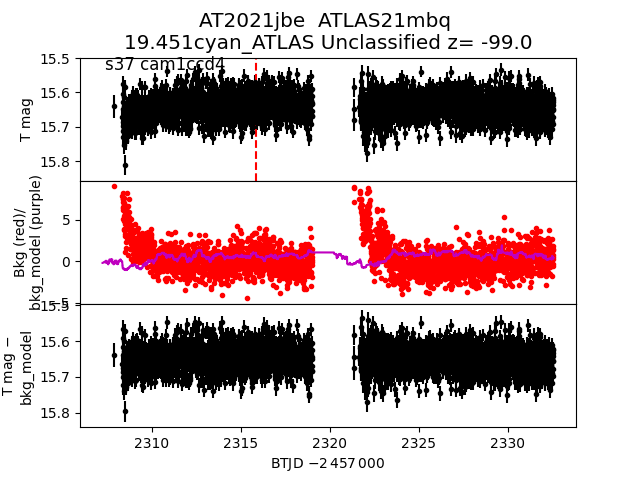 AT2021jbe ATLAS21mbq
19.451cyan_ATLAS Unclassified z= -99.0
s37 cam1ccd4
15.5
15.6
15.7
15.8
T mag
5
0
−5
Bkg (red)/
bkg_model (purple)
15.5
15.6
15.7
15.8
T mag −
bkg_model
2310
2315
2320
2325
2330
BTJD −2 457 000